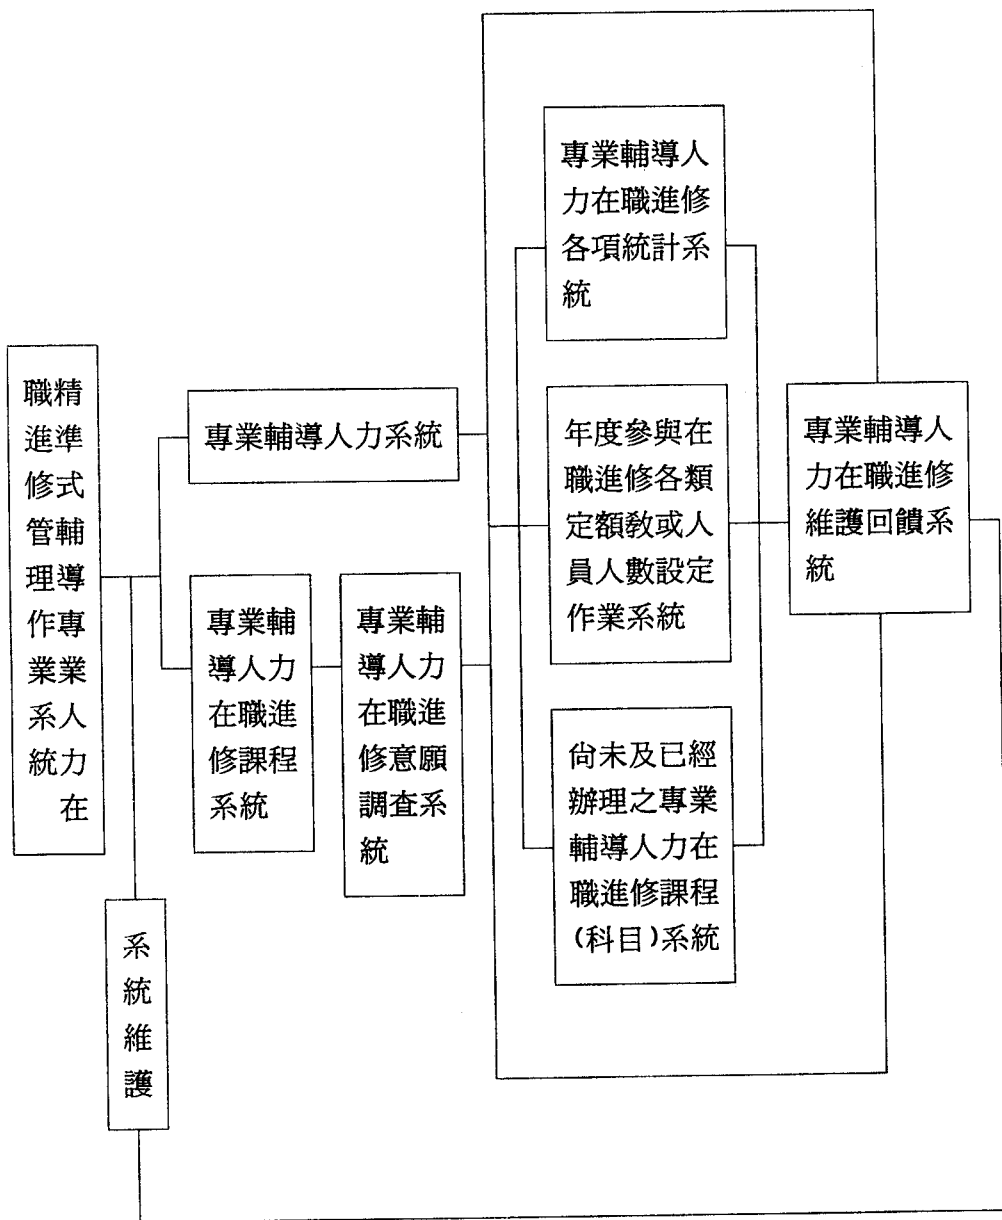 精準式輔導專業人力在
職進修管理作業系統
專業輔導人力系統
專業輔
導人力
在職進
修課程
系統
專業輔
導人力
在職進
修意願
調查系
統
專業輔導人
力在職進修
各項統計系
統
年度參與在
職進修各類
定額教或人
員人數設定
作業系統
尚未及已經
辦理之專業
輔導人力在
職進修課程
(科目)系統
專業輔導人
力在職進修
維護回饋系
統
系統維護